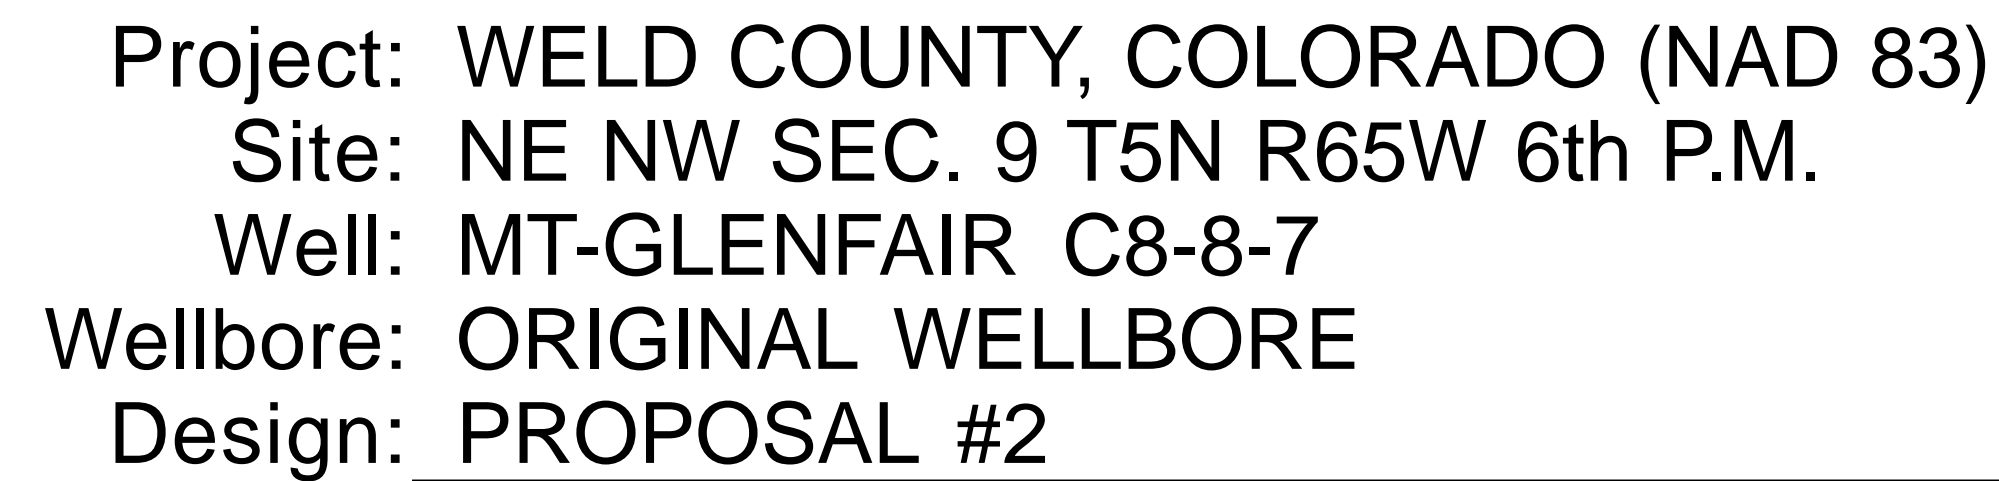 Project: WELD COUNTY, COLORADO (NAD 83)
Site: NE NW SEC. 9 T5N R65W 6th P.M.
Well: MT-GLENFAIR C8-8-7
Wellbore: ORIGINAL WELLBORE
Design: PROPOSAL #2